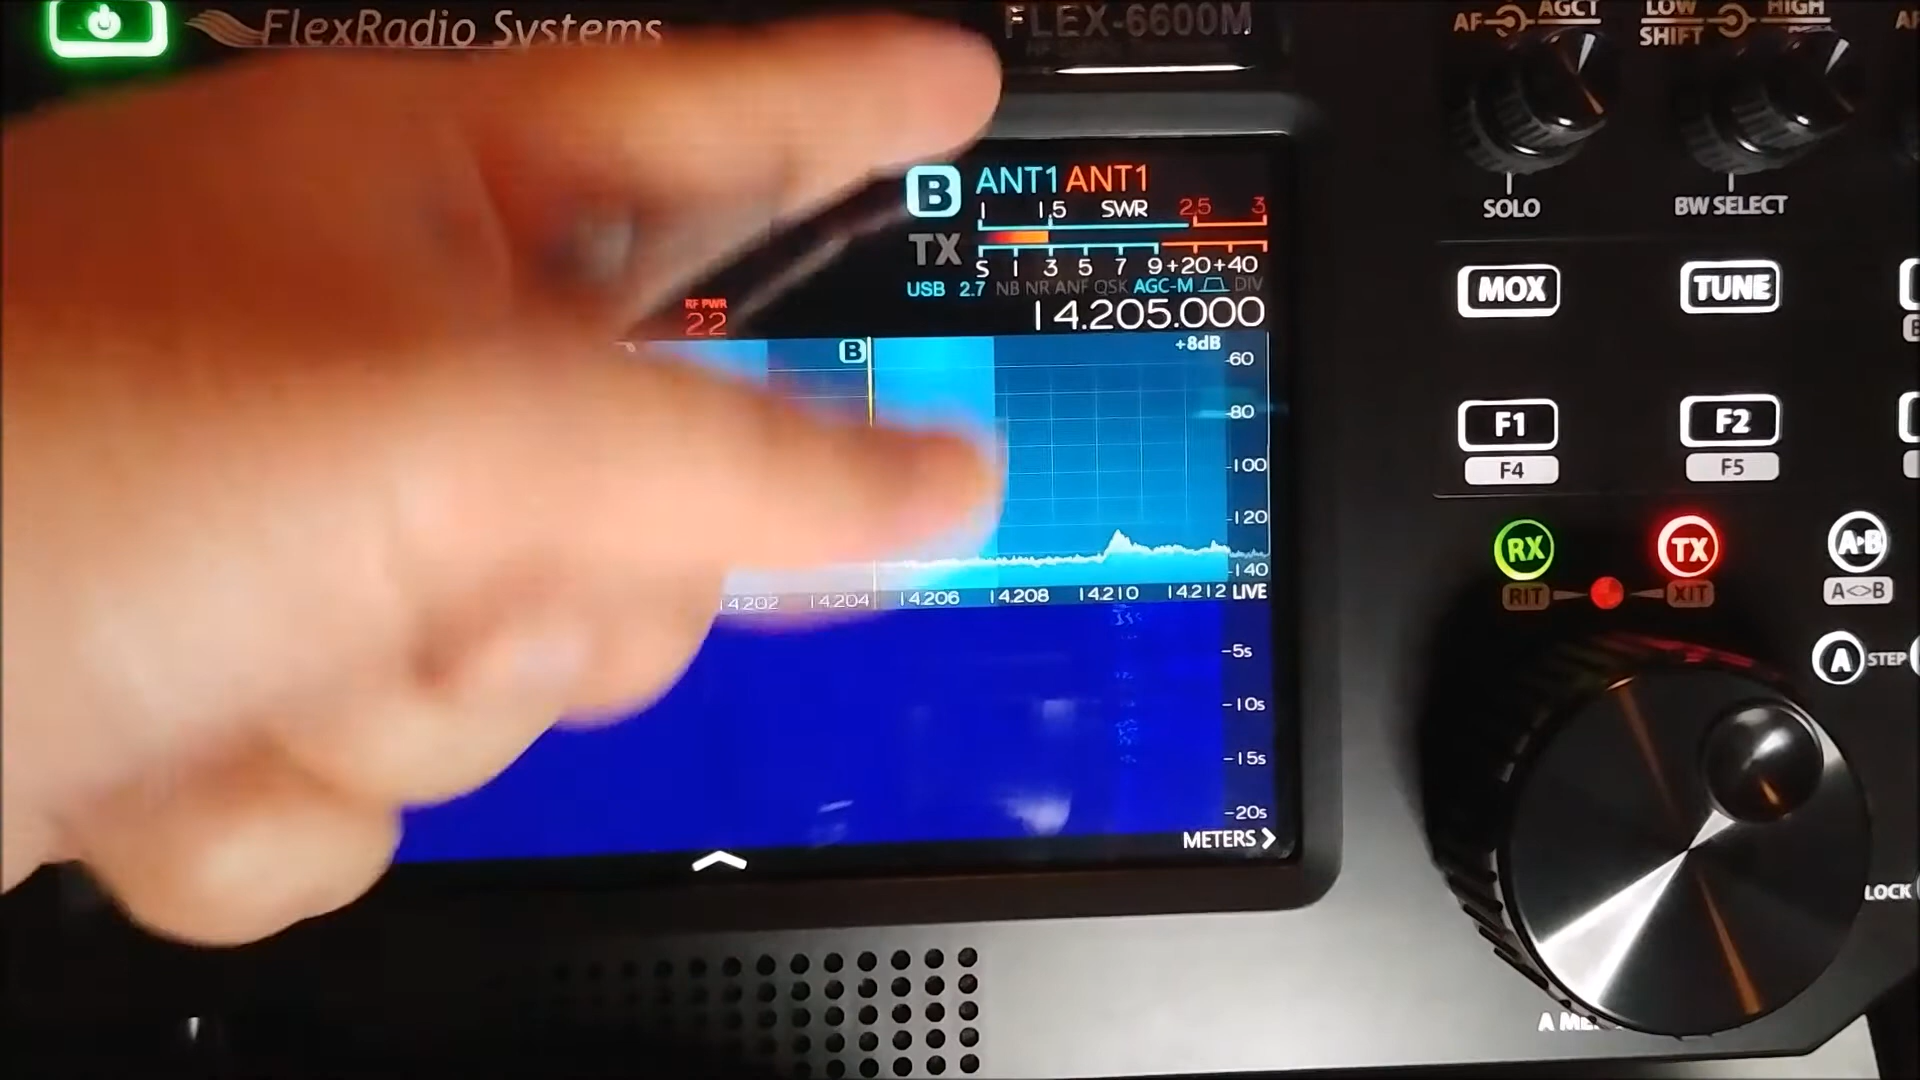 FlexRadio Systems
FLEX-6600M
AF AGCT
LOW HIGH
SHIFT
SOLO
BW SELECT
B ANT1 ANT1
1 1.5 SWR 2.5 3
TX
S 1 3 5 7 9 +20 +40
USB 2.7 NB NR ANF QSK AGC-M DIV
RF PWR
22
14.205.000
B
+8dB
-60
-80
-100
-120
-140
14.202 14.204 14.206 14.208 14.210 14.212 LIVE
-5s
-10s
-15s
-20s
METERS
MOX
TUNE
F1
F2
F4
F5
RX
TX
A▸B
RIT
XIT
A<>B
A STEP
LOCK